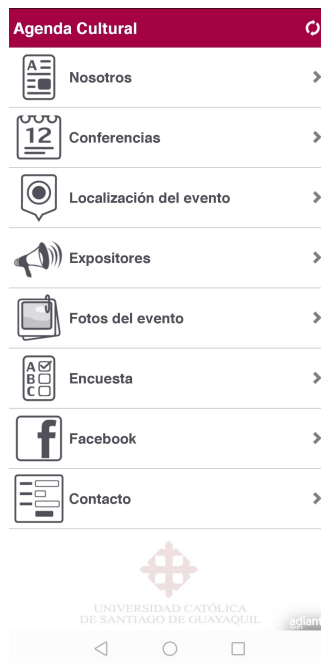 Agenda Cultural
Nosotros
12 Conferencias
Localización del evento
Expositores
Fotos del evento
A
B
C
Encuesta
f Facebook
Contacto
UNIVERSIDAD CATÓLICA
DE SANTIAGO DE GUAYAQUIL